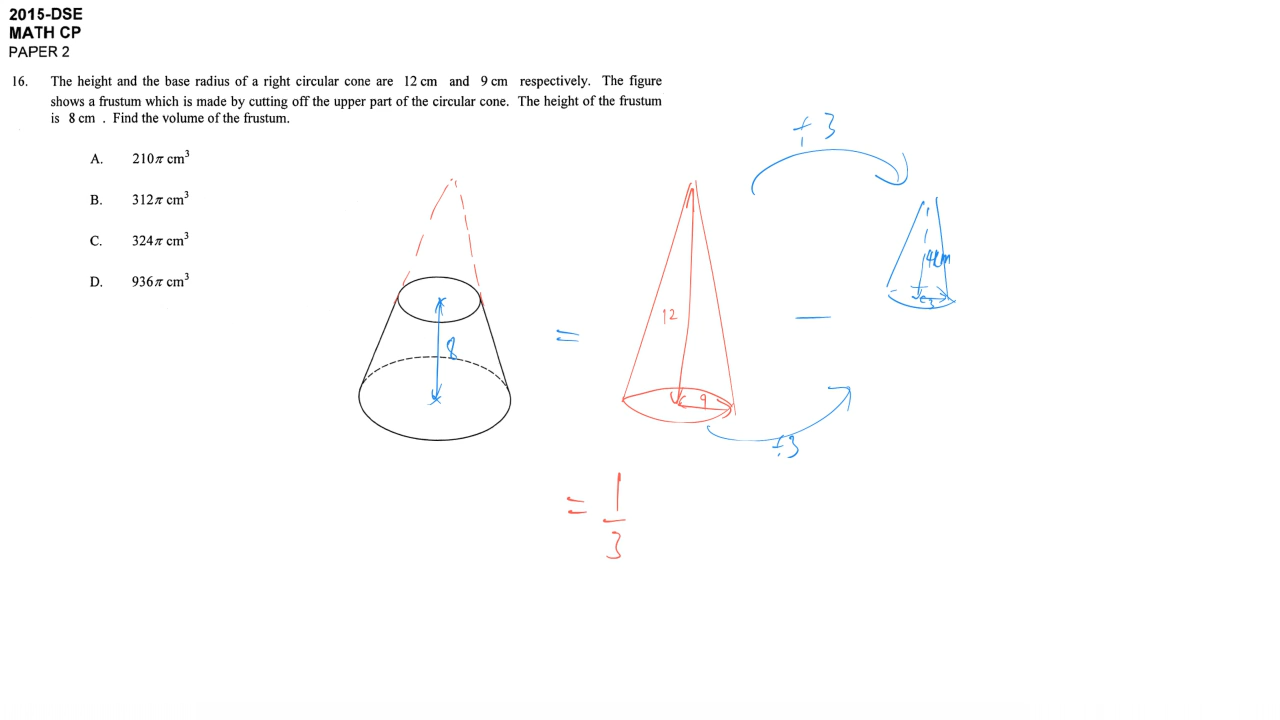 2015-DSE
MATH CP
PAPER 2
16. The height and the base radius of a right circular cone are 12 cm and 9 cm respectively. The figure
shows a frustum which is made by cutting off the upper part of the circular cone. The height of the frustum
is 8 cm . Find the volume of the frustum.
A. 210π cm³
B. 312π cm³
C. 324π cm³
D. 936π cm³
÷3
4cm
12
8
=
−
3
9
÷3
= 1/3